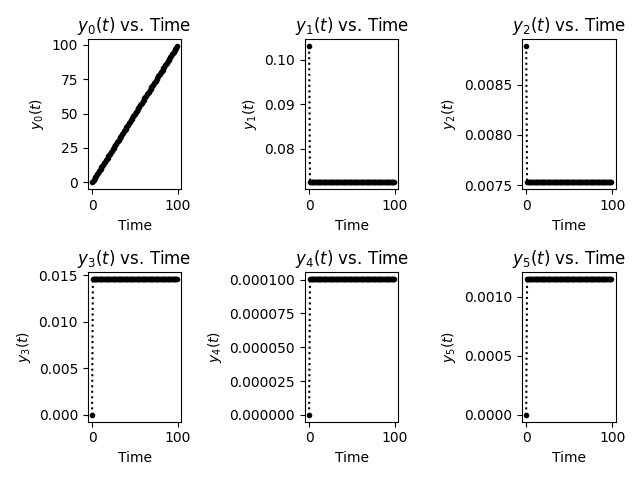 y₀(t) vs. Time
100
75
50
25
0
y₀(t)
0 100
Time
y₁(t) vs. Time
0.10
0.09
0.08
y₁(t)
0 100
Time
y₂(t) vs. Time
0.0085
0.0080
0.0075
y₂(t)
0 100
Time
y₃(t) vs. Time
0.015
0.010
0.005
0.000
y₃(t)
0 100
Time
y₄(t) vs. Time
0.000100
0.000075
0.000050
0.000025
0.000000
y₄(t)
0 100
Time
y₅(t) vs. Time
0.0010
0.0005
0.0000
y₅(t)
0 100
Time